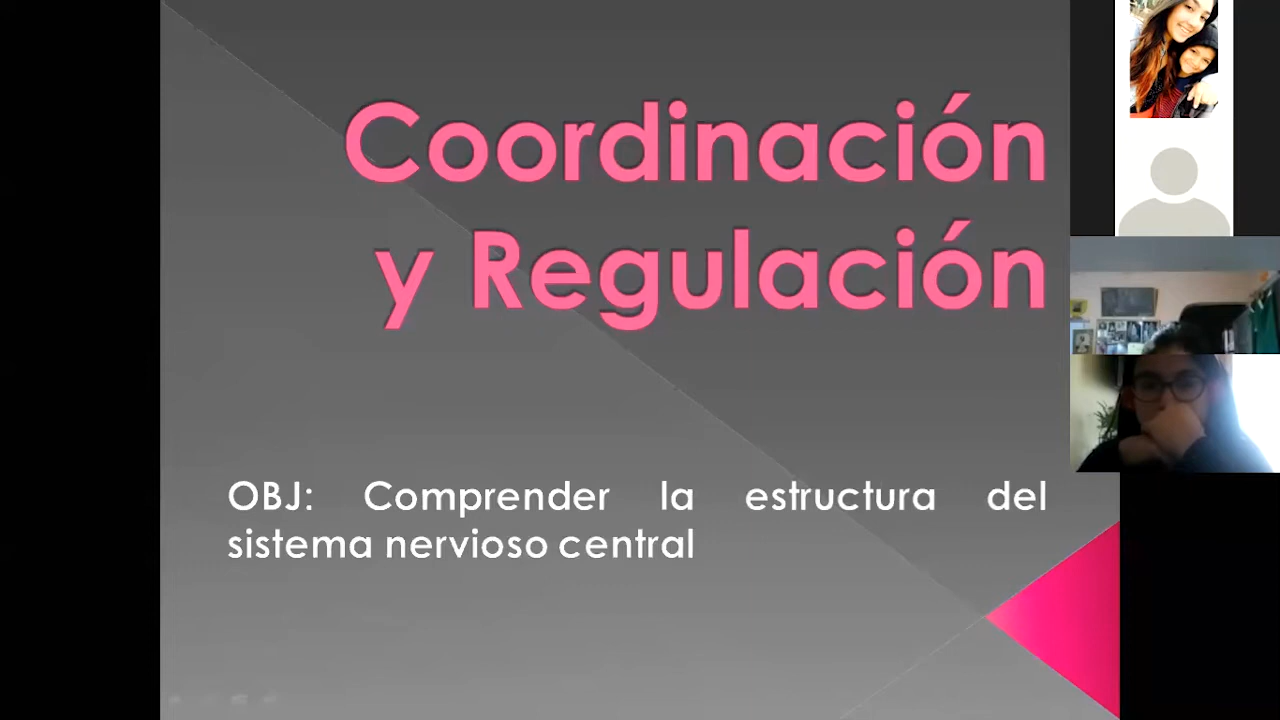 Coordinación
y Regulación
OBJ: Comprender la estructura del
sistema nervioso central